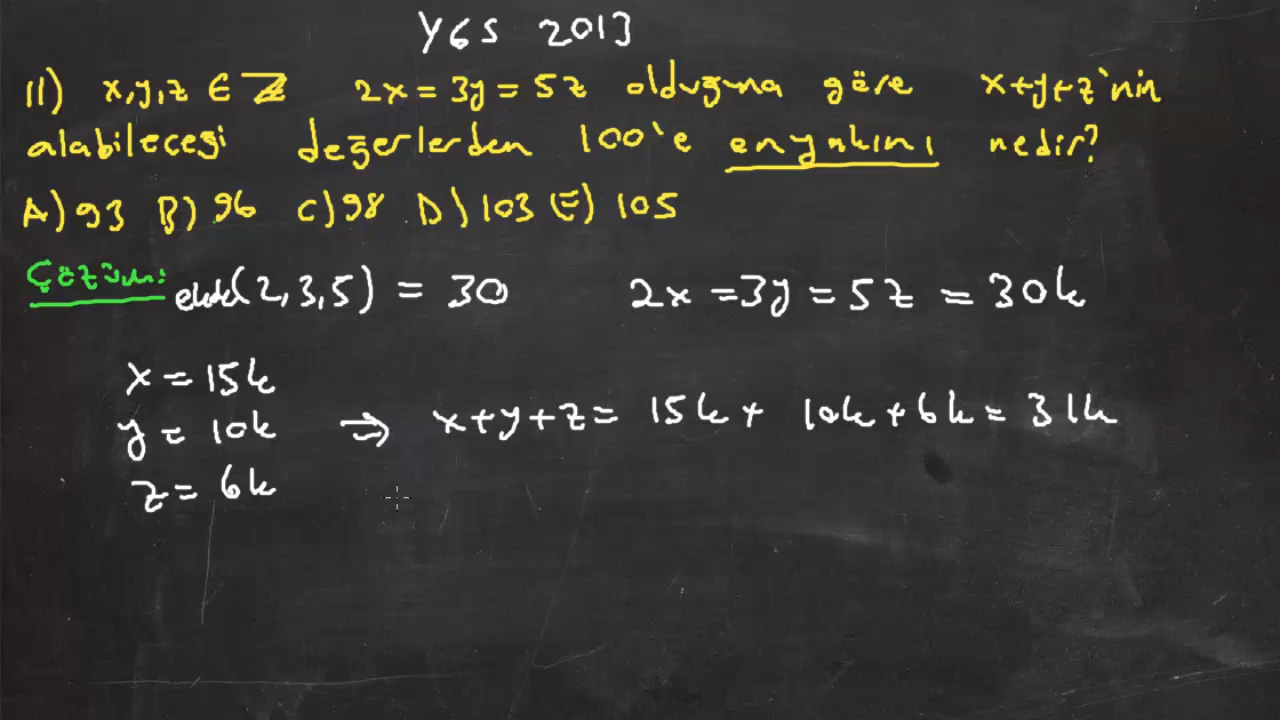 YGS 2013
11) x,y,z ∈ Z 2x = 3y = 5z olduğuna göre x+y+z'nin
alabileceği değerlerden 100'e en yakını nedir?
A) 93 B) 96 C) 98 D) 103 E) 105
Çözüm: ekok(2,3,5) = 30 2x = 3y = 5z = 30k
x = 15k
y = 10k ⇒ x+y+z = 15k + 10k + 6k = 31k
z = 6k